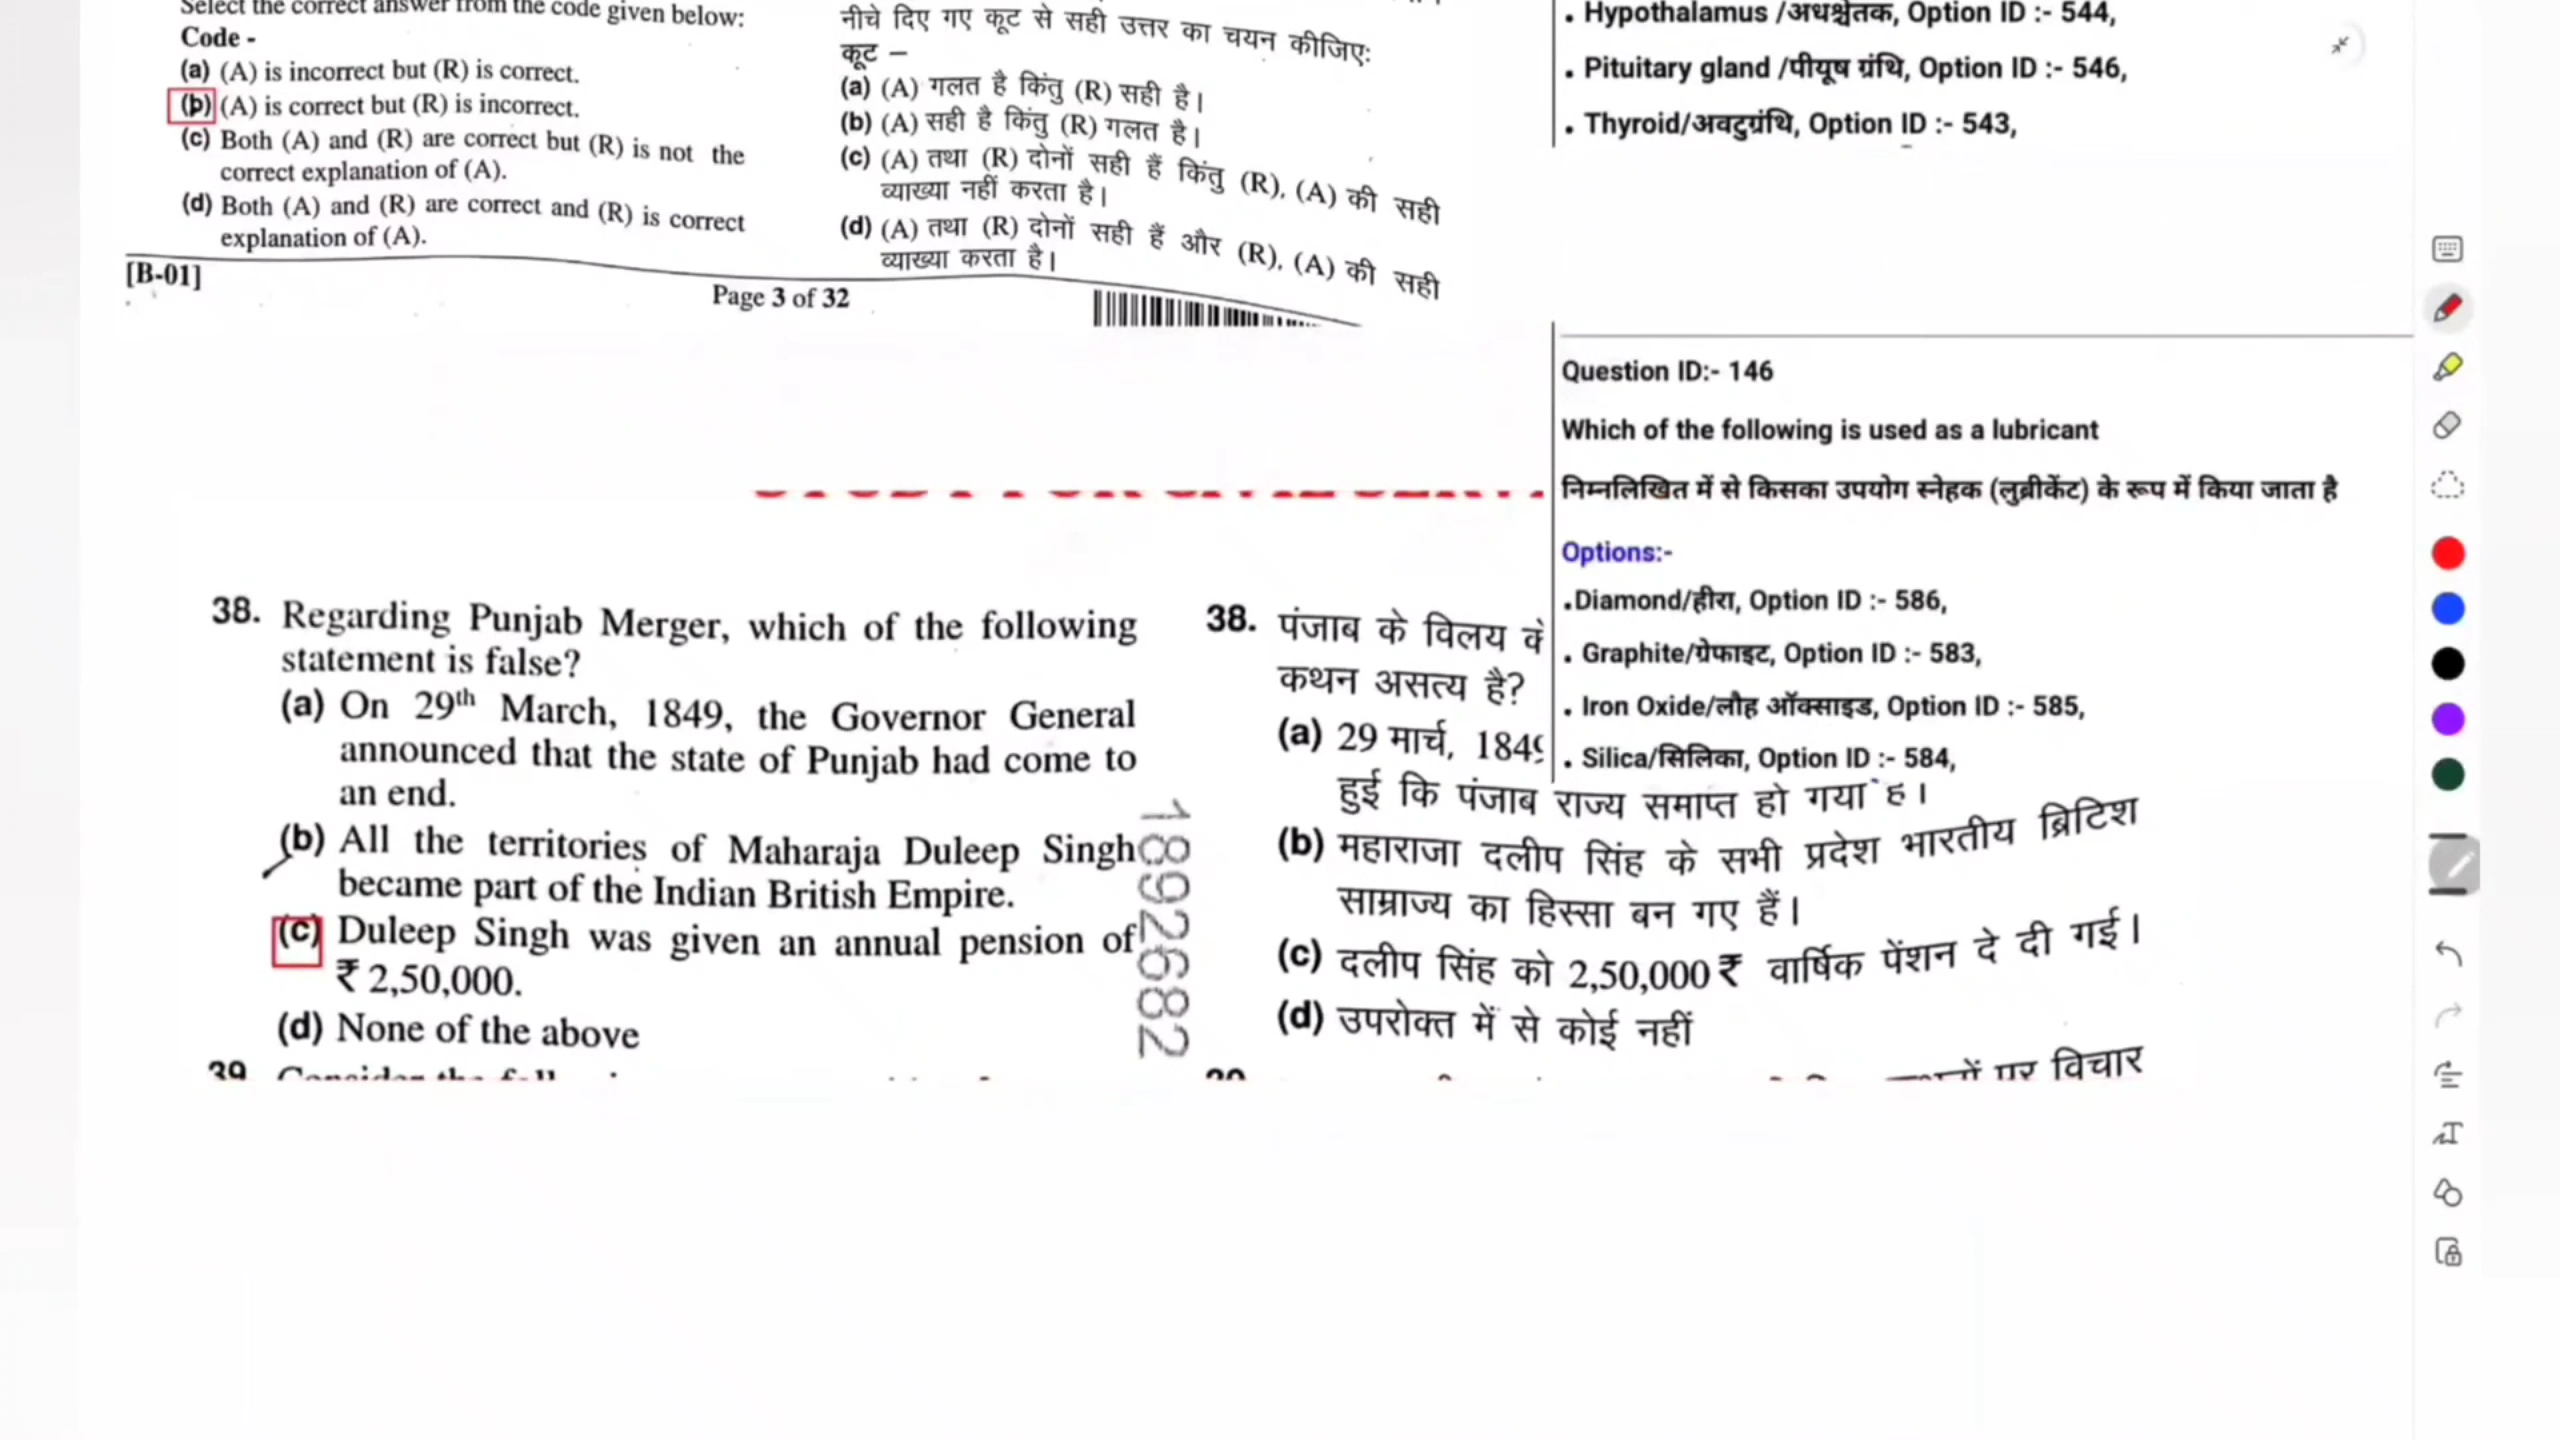 Select the correct answer from the code given below:
Code -
(a) (A) is incorrect but (R) is correct.
(b) (A) is correct but (R) is incorrect.
(c) Both (A) and (R) are correct but (R) is not the
correct explanation of (A).
(d) Both (A) and (R) are correct and (R) is correct
explanation of (A).
[B-01]
Page 3 of 32
नीचे दिए गए कूट से सही उत्तर का चयन कीजिए:
कूट –
(a) (A) गलत है किंतु (R) सही है।
(b) (A) सही है किंतु (R) गलत है।
(c) (A) तथा (R) दोनों सही हैं किंतु (R), (A) की सही
व्याख्या नहीं करता है।
(d) (A) तथा (R) दोनों सही हैं और (R), (A) की सही
व्याख्या करता है।
. Hypothalamus /अधश्चेतक, Option ID :- 544,
. Pituitary gland /पीयूष ग्रंथि, Option ID :- 546,
. Thyroid/अवटुग्रंथि, Option ID :- 543,
Question ID:- 146
Which of the following is used as a lubricant
निम्नलिखित में से किसका उपयोग स्नेहक (लुब्रीकेंट) के रूप में किया जाता है
Options:-
.Diamond/हीरा, Option ID :- 586,
. Graphite/ग्रेफाइट, Option ID :- 583,
. Iron Oxide/लौह ऑक्साइड, Option ID :- 585,
. Silica/सिलिका, Option ID :- 584,
38. Regarding Punjab Merger, which of the following
statement is false?
(a) On 29th March, 1849, the Governor General
announced that the state of Punjab had come to
an end.
(b) All the territories of Maharaja Duleep Singh
became part of the Indian British Empire.
(c) Duleep Singh was given an annual pension of
₹ 2,50,000.
(d) None of the above
1892682
38. पंजाब के विलय के
कथन असत्य है?
(a) 29 मार्च, 1849
हुई कि पंजाब राज्य समाप्त हो गया है।
(b) महाराजा दलीप सिंह के सभी प्रदेश भारतीय ब्रिटिश
साम्राज्य का हिस्सा बन गए हैं।
(c) दलीप सिंह को 2,50,000₹ वार्षिक पेंशन दे दी गई।
(d) उपरोक्त में से कोई नहीं
39 Consider the
पर विचार